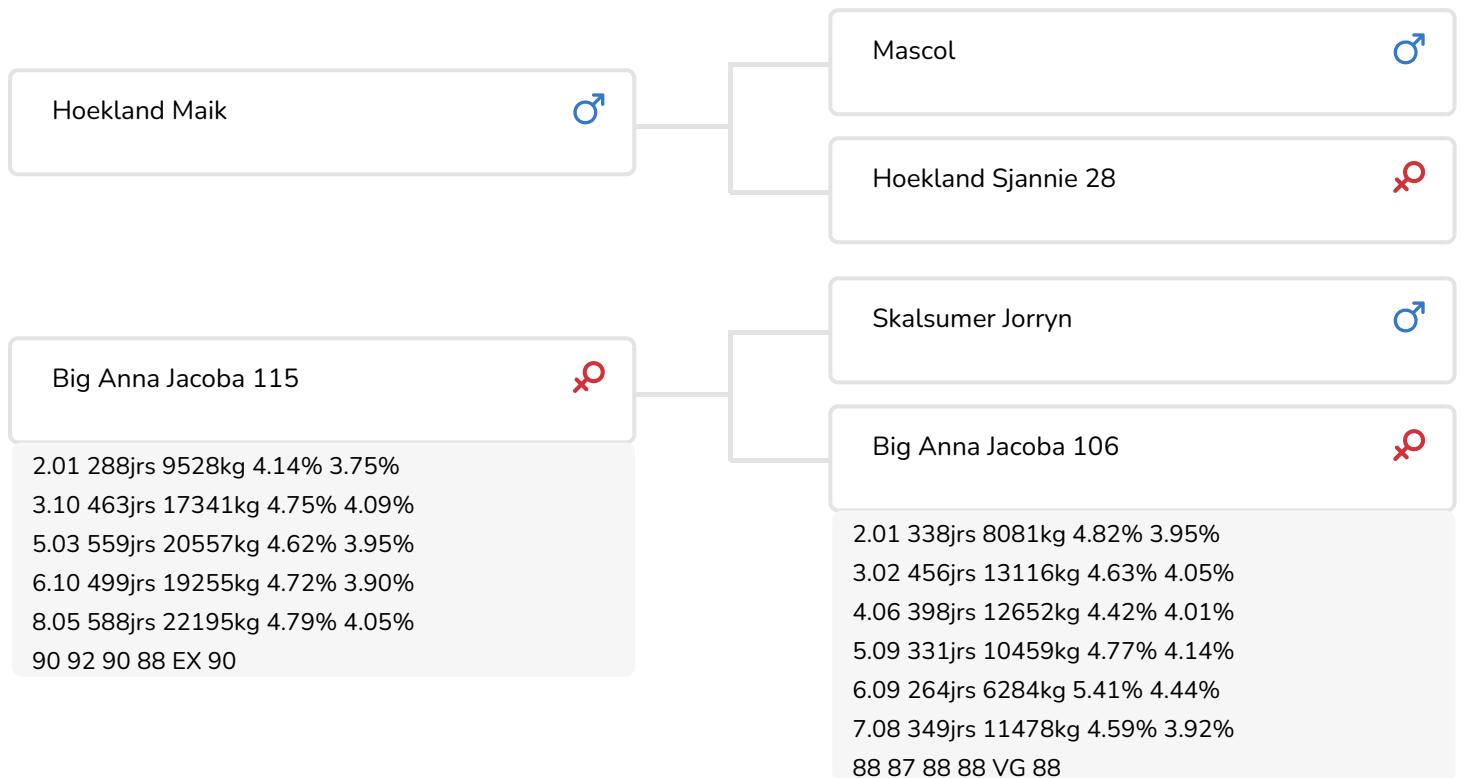 Hoekland Maik
Big Anna Jacoba 115
2.01 288jrs 9528kg 4.14% 3.75%
3.10 463jrs 17341kg 4.75% 4.09%
5.03 559jrs 20557kg 4.62% 3.95%
6.10 499jrs 19255kg 4.72% 3.90%
8.05 588jrs 22195kg 4.79% 4.05%
90 92 90 88 EX 90
Mascol
Hoekland Sjannie 28
Skalsumer Jorryn
Big Anna Jacoba 106
2.01 338jrs 8081kg 4.82% 3.95%
3.02 456jrs 13116kg 4.63% 4.05%
4.06 398jrs 12652kg 4.42% 4.01%
5.09 331jrs 10459kg 4.77% 4.14%
6.09 264jrs 6284kg 5.41% 4.44%
7.08 349jrs 11478kg 4.59% 3.92%
88 87 88 88 VG 88